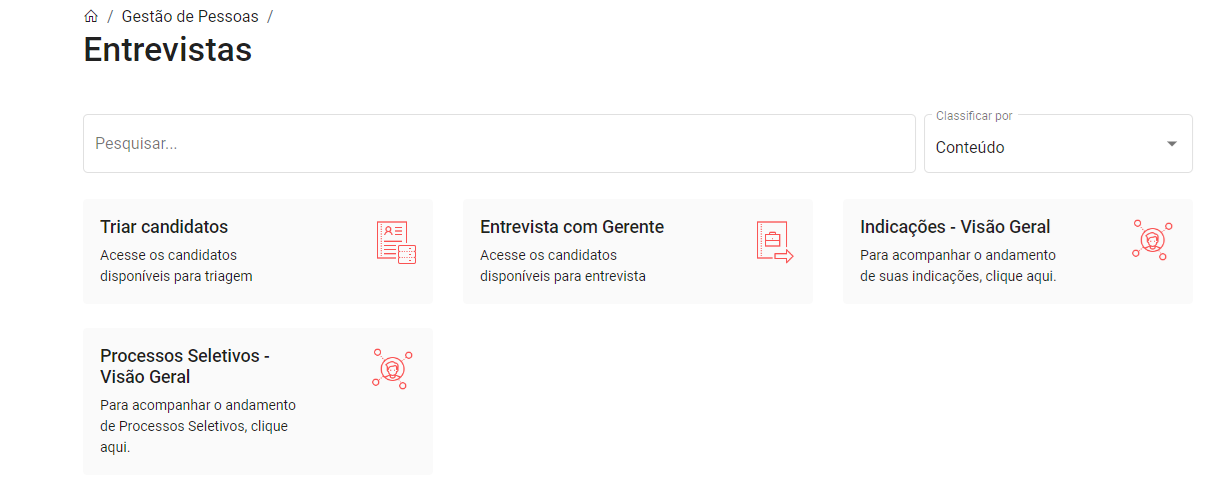 / Gestão de Pessoas /
Entrevistas
Pesquisar...
Classificar por
Conteúdo
Triar candidatos
Acesse os candidatos
disponíveis para triagem
Entrevista com Gerente
Acesse os candidatos
disponíveis para entrevista
Indicações - Visão Geral
Para acompanhar o andamento
de suas indicações, clique aqui.
Processos Seletivos -
Visão Geral
Para acompanhar o andamento
de Processos Seletivos, clique
aqui.